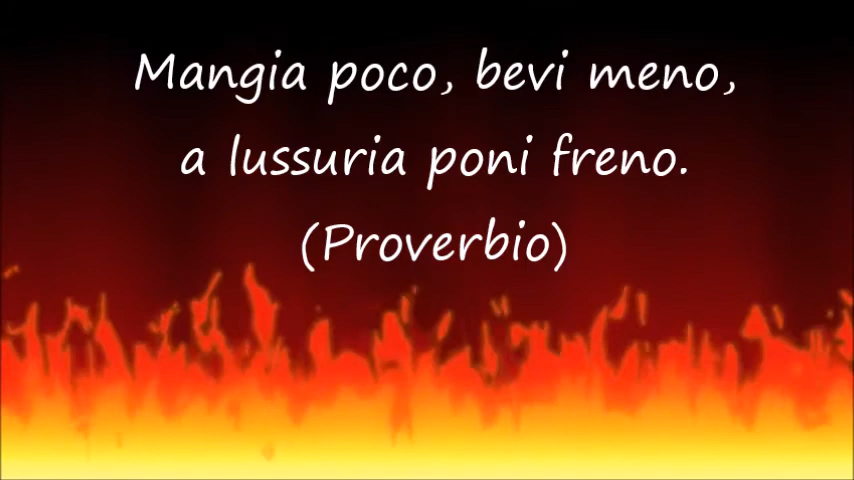 Mangia poco, bevi meno,
a lussuria poni freno.
(Proverbio)